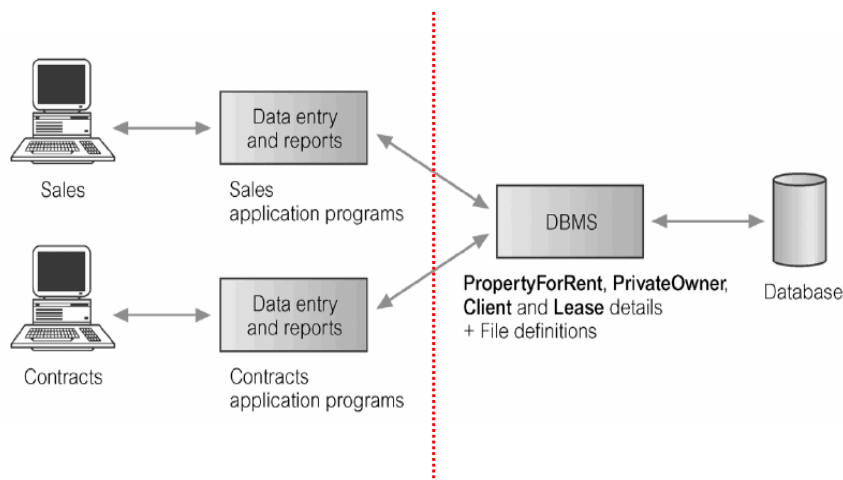 Data entry
and reports
Sales
Sales
application programs
DBMS
PropertyForRent, PrivateOwner,
Client and Lease details
+ File definitions
Database
Data entry
and reports
Contracts
Contracts
application programs